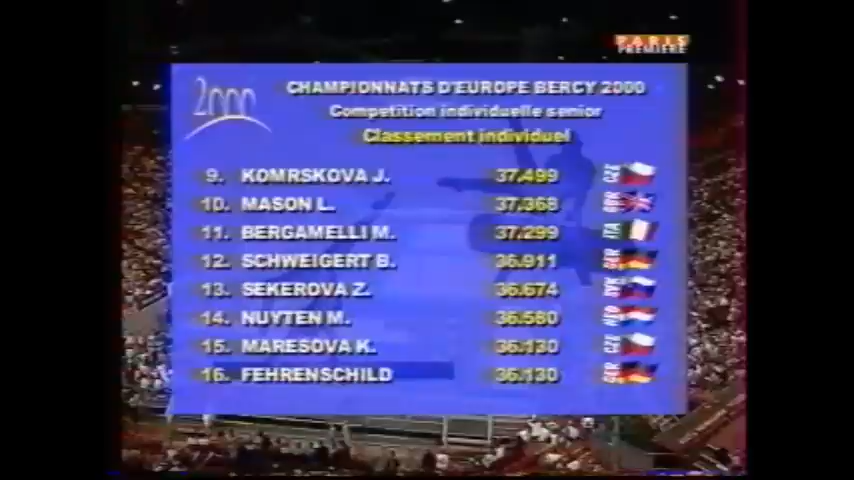 PARIS
PREMIERE
2000
CHAMPIONNATS D'EUROPE BERCY 2000
Competition individuelle senior
Classement individuel
9. KOMRSKOVA J. 37.499 CZE
10. MASON L. 37.368 GBR
11. BERGAMELLI M. 37.299 ITA
12. SCHWEIGERT B. 36.911 GER
13. SEKEROVA Z. 36.674 SVK
14. NUYTEN M. 36.580 NED
15. MARESOVA K. 36.130 CZE
16. FEHRENSCHILD 36.130 GER